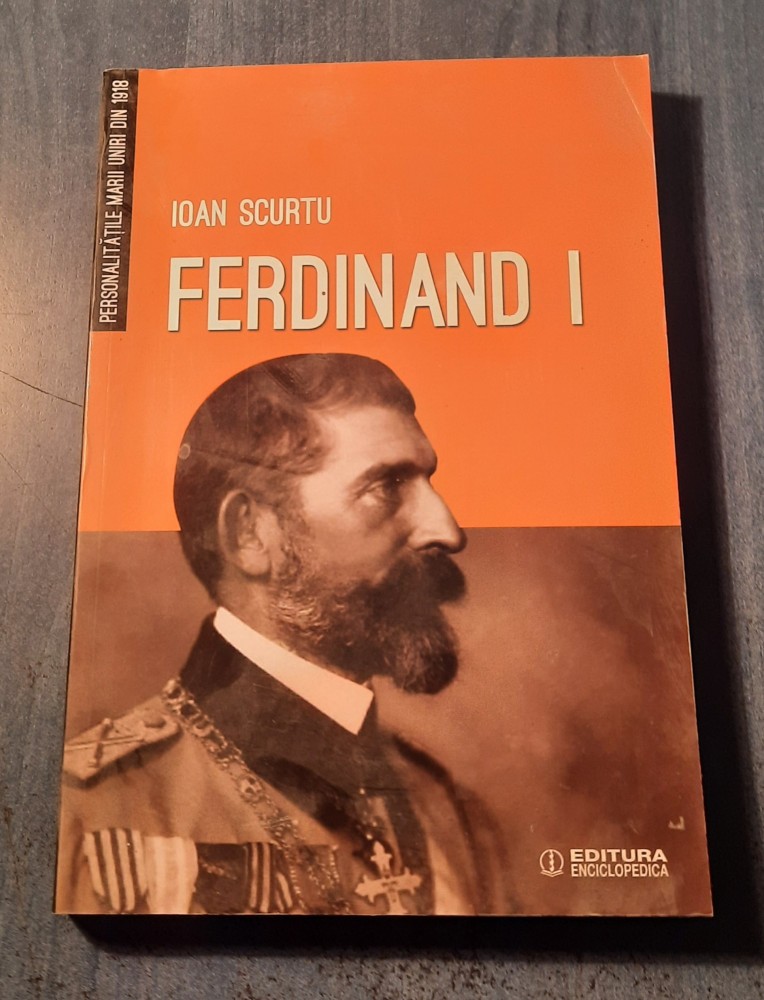 PERSONALITĂȚILE MARII UNIRI DIN 1918
IOAN SCURTU
FERDINAND I
EDITURA
ENCICLOPEDICA